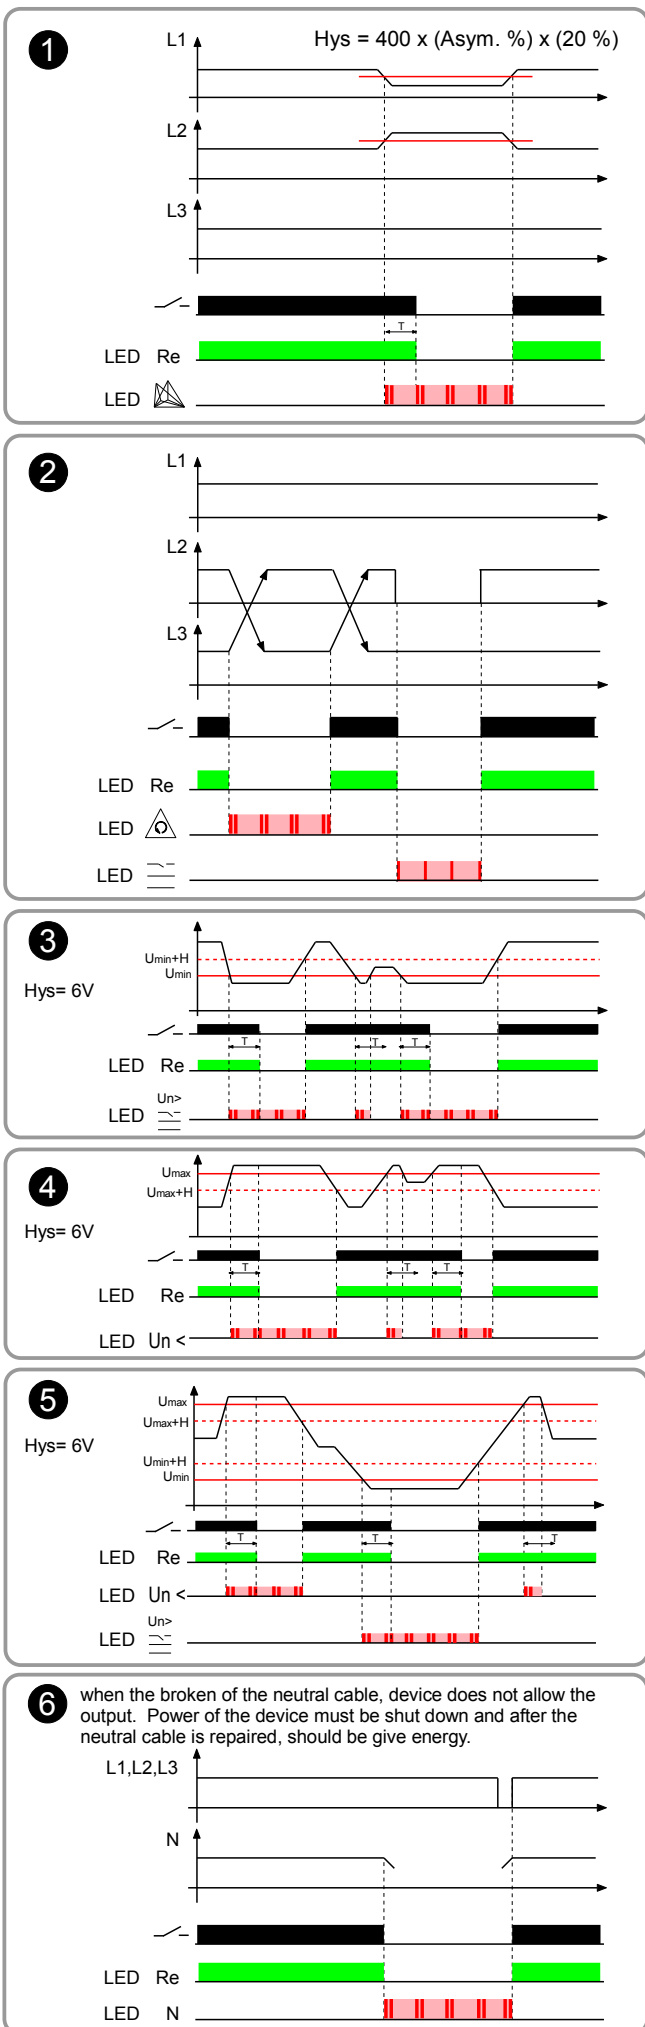 1
L1
Hys = 400 x (Asym. %) x (20 %)
L2
L3
T
LED Re
LED
2
L1
L2
L3
LED Re
LED
LED
3
Umin+H
Umin
Hys= 6V
T T T
LED Re
Un>
LED
4
Umax
Umax+H
Hys= 6V
T T T
LED Re
LED Un <
5
Umax
Umax+H
Hys= 6V
Umin+H
Umin
T T T
LED Re
LED Un <
Un>
LED
6
when the broken of the neutral cable, device does not allow the
output. Power of the device must be shut down and after the
neutral cable is repaired, should be give energy.
L1,L2,L3
N
LED Re
LED N